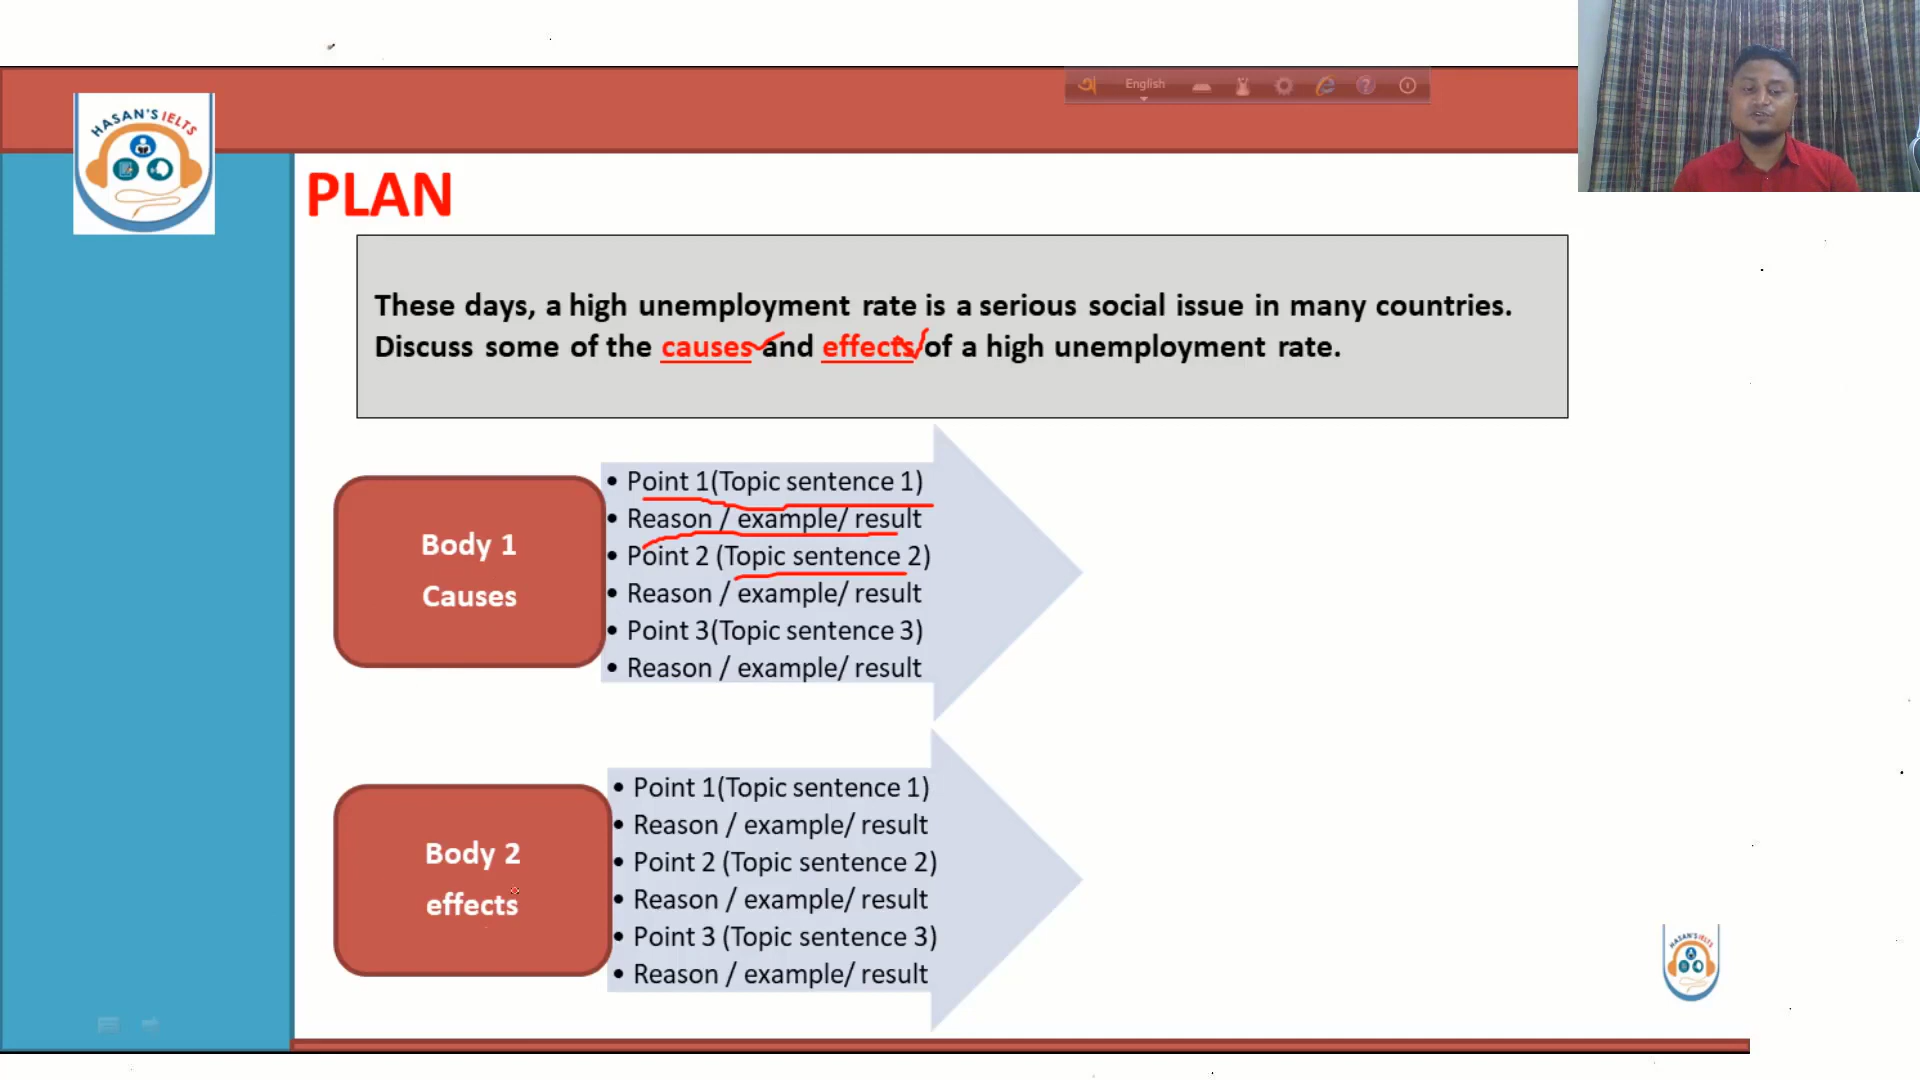 English
HASAN'S IELTS
PLAN
These days, a high unemployment rate is a serious social issue in many countries.
Discuss some of the causes and effects of a high unemployment rate.
Body 1
Causes
• Point 1(Topic sentence 1)
• Reason / example/ result
• Point 2 (Topic sentence 2)
• Reason / example/ result
• Point 3(Topic sentence 3)
• Reason / example/ result
Body 2
effects
• Point 1(Topic sentence 1)
• Reason / example/ result
• Point 2 (Topic sentence 2)
• Reason / example/ result
• Point 3 (Topic sentence 3)
• Reason / example/ result
HASAN'S IELTS